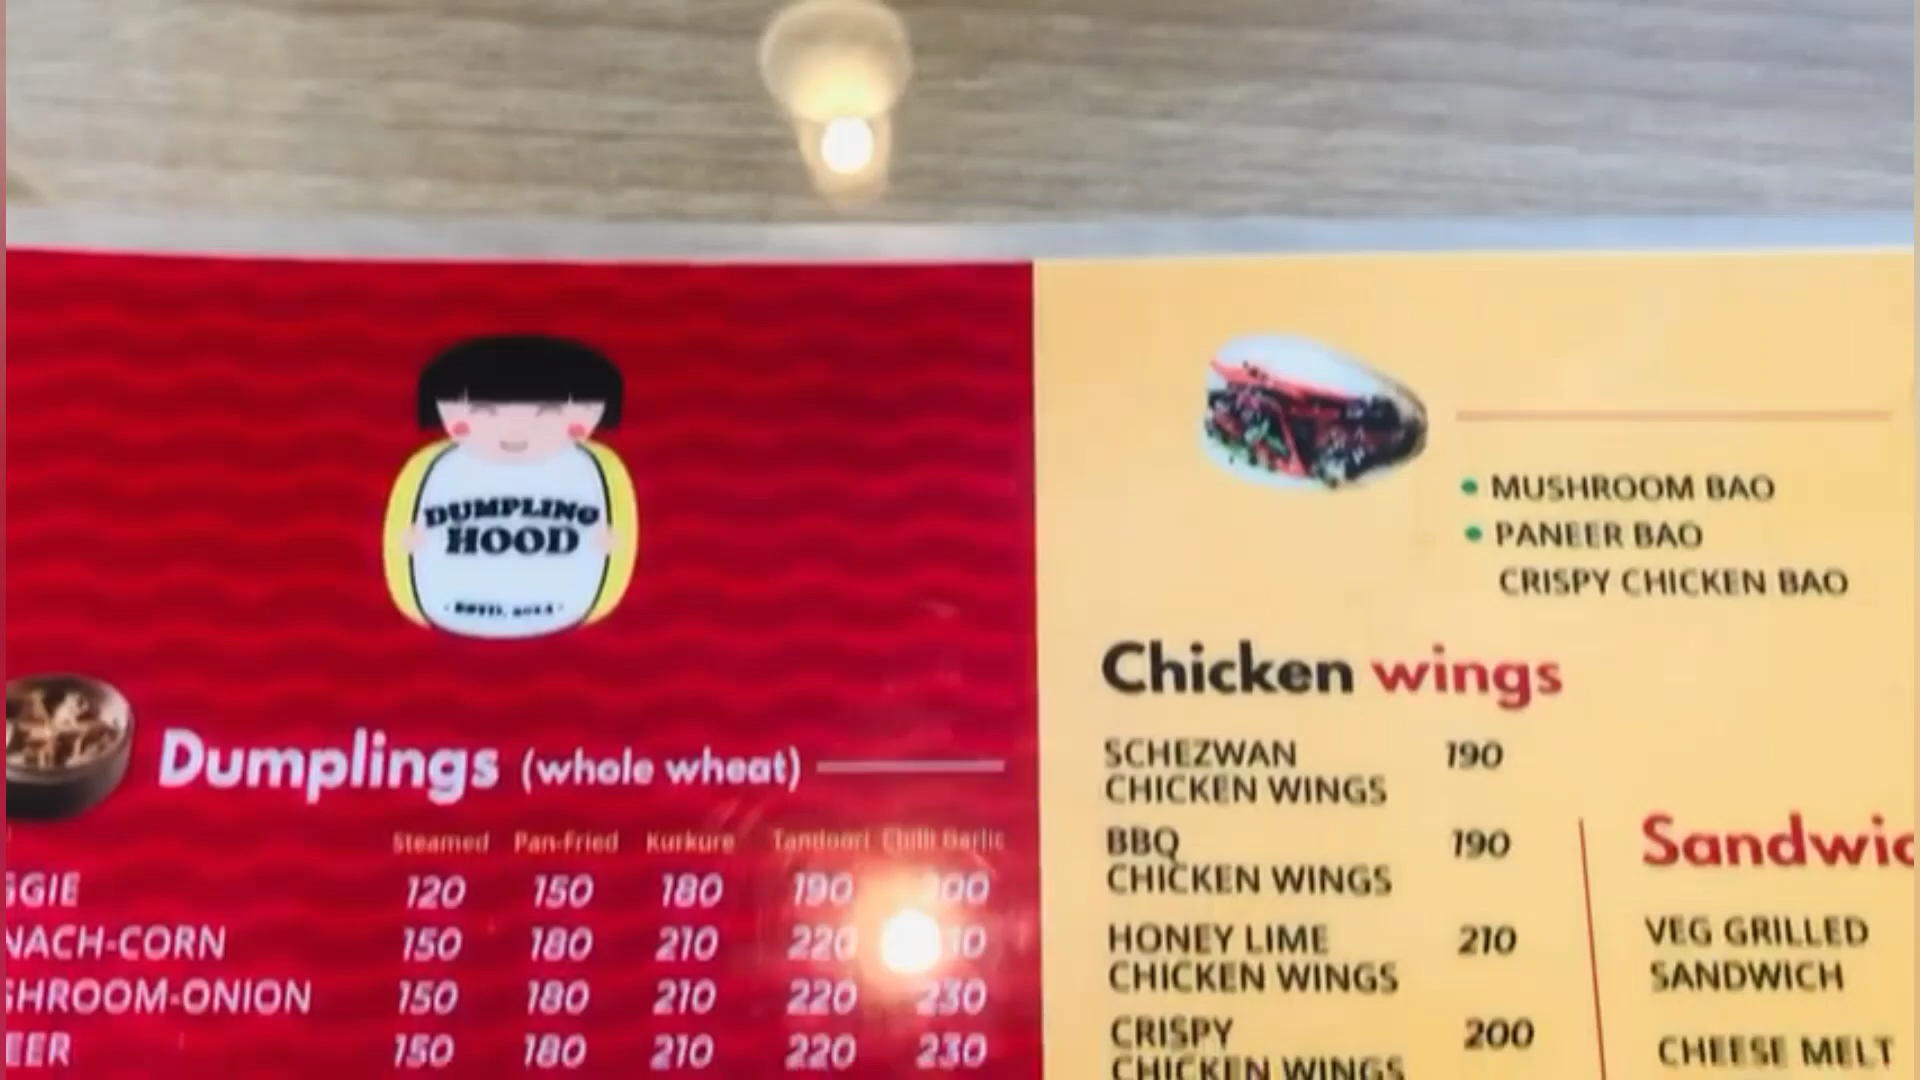 DUMPLING
HOOD
Dumplings (whole wheat)
Steamed Pan-Fried Kurkure Tandoori Chilli Garlic
GGIE 120 150 180 190 00
NACH-CORN 150 180 210 220 0
SHROOM-ONION 150 180 210 220 230
EER 150 180 210 220 230
MUSHROOM BAO
PANEER BAO
CRISPY CHICKEN BAO
Chicken wings
SCHEZWAN 190
CHICKEN WINGS
BBQ 190
CHICKEN WINGS
HONEY LIME 210
CHICKEN WINGS
CRISPY 200
CHICKEN WINGS
Sandwic
VEG GRILLED
SANDWICH
CHEESE MELT